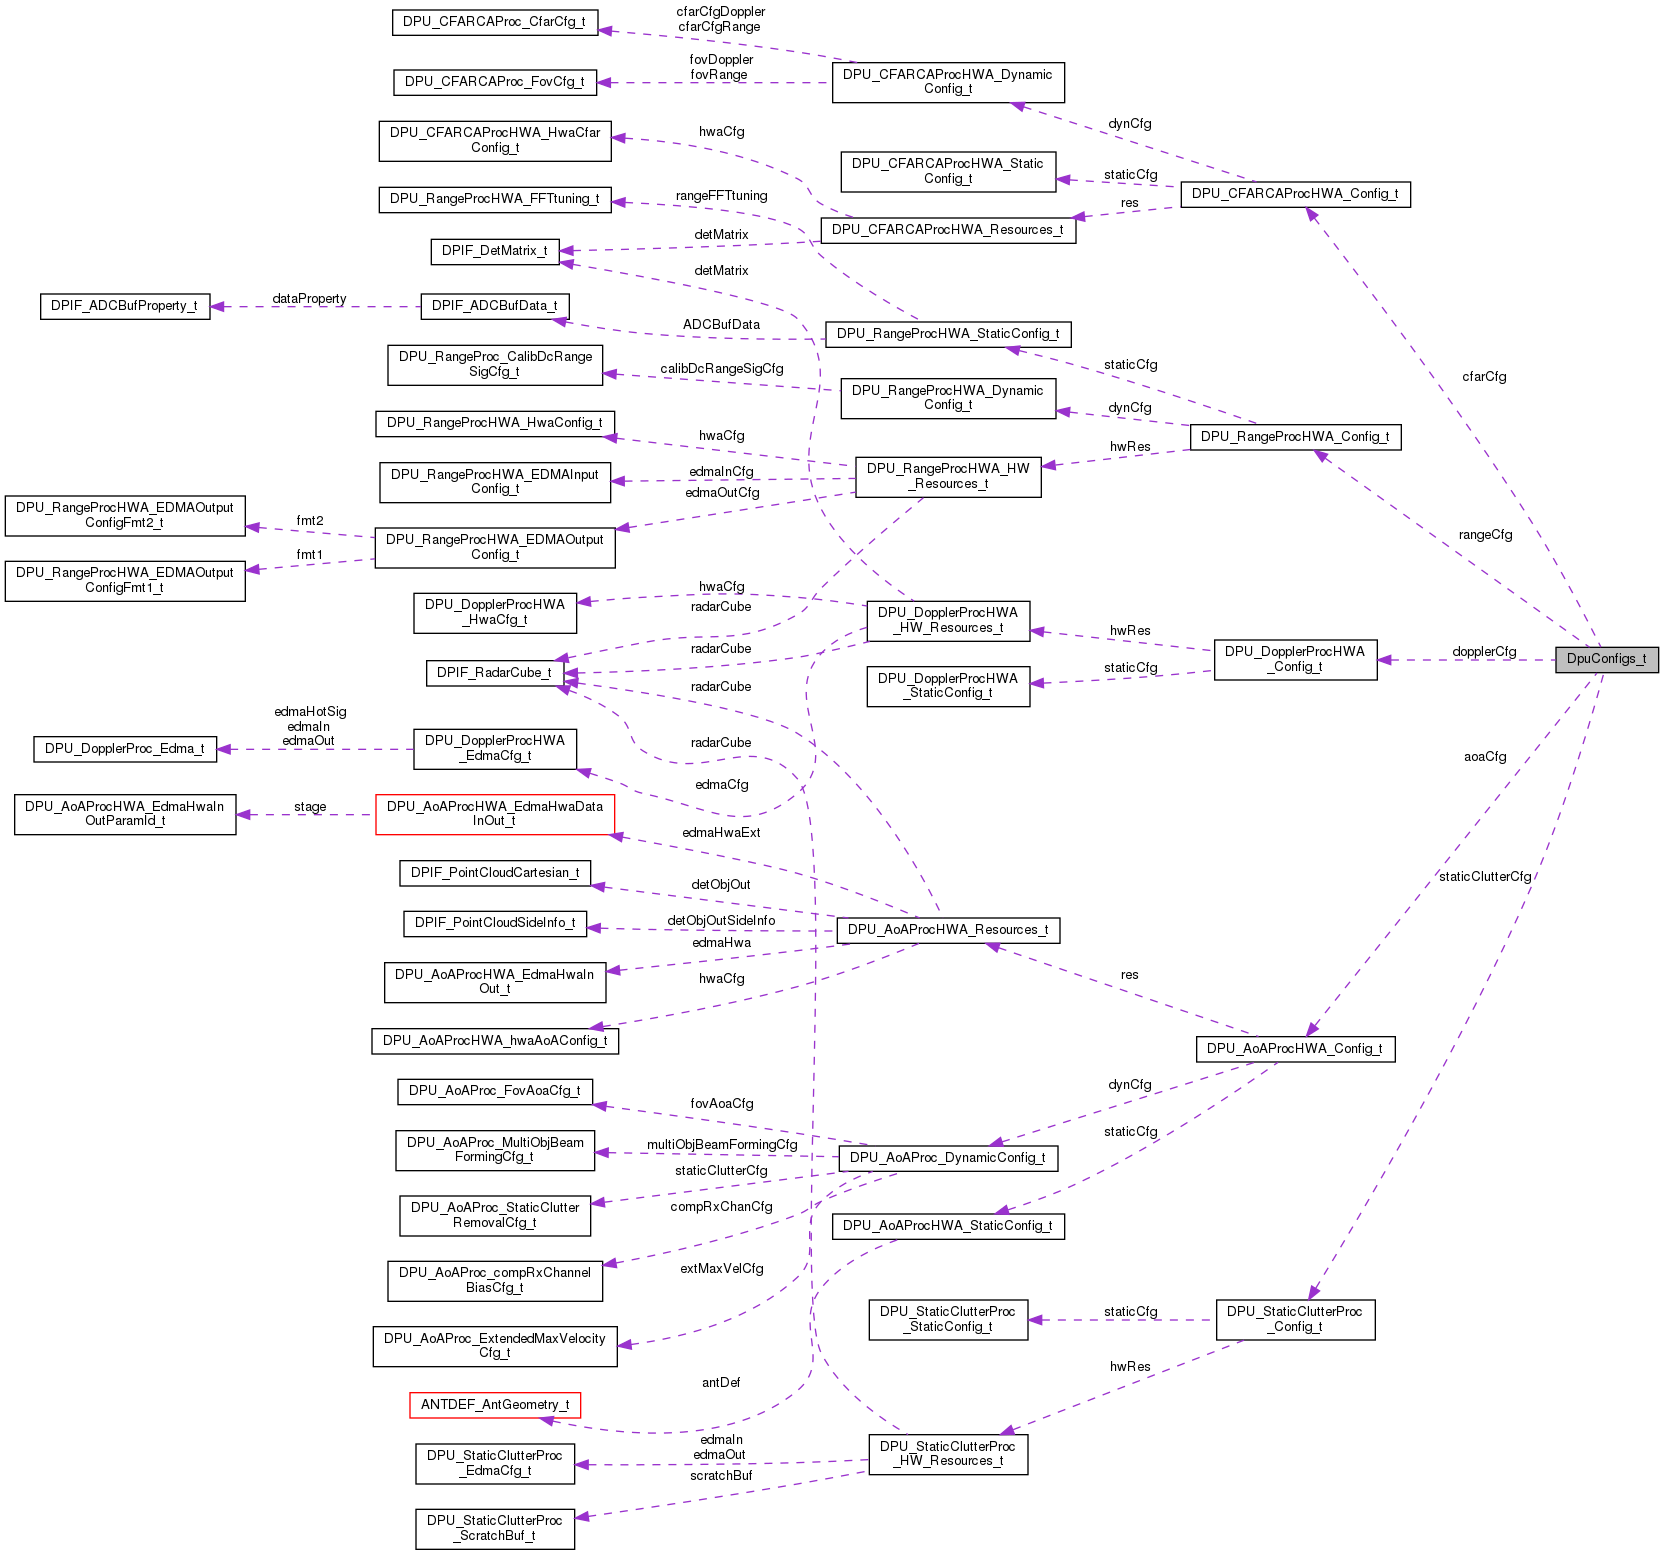 cfarCfgDoppler
cfarCfgRange
DPU_CFARCAProc_CfarCfg_t
fovDoppler
fovRange
DPU_CFARCAProc_FovCfg_t
DPU_CFARCAProcHWA_Dynamic
Config_t
dynCfg
DPU_CFARCAProcHWA_HwaCfar
Config_t
hwaCfg
DPU_CFARCAProcHWA_Static
Config_t
staticCfg
DPU_CFARCAProcHWA_Config_t
DPU_RangeProcHWA_FFTtuning_t
rangeFFTtuning
res
DPU_CFARCAProcHWA_Resources_t
DPIF_DetMatrix_t
detMatrix
detMatrix
DPIF_ADCBufProperty_t
dataProperty
DPIF_ADCBufData_t
ADCBufData
DPU_RangeProcHWA_StaticConfig_t
DPU_RangeProc_CalibDcRange
SigCfg_t
calibDcRangeSigCfg
staticCfg
cfarCfg
DPU_RangeProcHWA_Dynamic
Config_t
dynCfg
DPU_RangeProcHWA_HwaConfig_t
hwaCfg
DPU_RangeProcHWA_Config_t
hwRes
DPU_RangeProcHWA_EDMAInput
Config_t
edmaInCfg
edmaOutCfg
DPU_RangeProcHWA_HW
_Resources_t
DPU_RangeProcHWA_EDMAOutput
ConfigFmt2_t
fmt2
DPU_RangeProcHWA_EDMAOutput
Config_t
rangeCfg
DPU_RangeProcHWA_EDMAOutput
ConfigFmt1_t
fmt1
DPU_DopplerProcHWA
_HwaCfg_t
hwaCfg
radarCube
DPU_DopplerProcHWA
_HW_Resources_t
hwRes
DPIF_RadarCube_t
radarCube
radarCube
DPU_DopplerProcHWA
_StaticConfig_t
staticCfg
DPU_DopplerProcHWA
_Config_t
dopplerCfg
DpuConfigs_t
DPU_DopplerProc_Edma_t
edmaHotSig
edmaIn
edmaOut
DPU_DopplerProcHWA
_EdmaCfg_t
radarCube
edmaCfg
aoaCfg
DPU_AoAProcHWA_EdmaHwaIn
OutParamId_t
stage
DPU_AoAProcHWA_EdmaHwaData
InOut_t
edmaHwaExt
DPIF_PointCloudCartesian_t
detObjOut
staticClutterCfg
DPIF_PointCloudSideInfo_t
detObjOutSideInfo
DPU_AoAProcHWA_Resources_t
edmaHwa
DPU_AoAProcHWA_EdmaHwaIn
Out_t
hwaCfg
res
DPU_AoAProcHWA_hwaAoAConfig_t
DPU_AoAProcHWA_Config_t
DPU_AoAProc_FovAoaCfg_t
fovAoaCfg
dynCfg
DPU_AoAProc_MultiObjBeam
FormingCfg_t
multiObjBeamFormingCfg
DPU_AoAProc_DynamicConfig_t
staticCfg
DPU_AoAProc_StaticClutter
RemovalCfg_t
staticClutterCfg
compRxChanCfg
DPU_AoAProcHWA_StaticConfig_t
DPU_AoAProc_compRxChannel
BiasCfg_t
extMaxVelCfg
DPU_StaticClutterProc
_StaticConfig_t
staticCfg
DPU_StaticClutterProc
_Config_t
DPU_AoAProc_ExtendedMaxVelocity
Cfg_t
hwRes
ANTDEF_AntGeometry_t
antDef
DPU_StaticClutterProc
_EdmaCfg_t
edmaIn
edmaOut
DPU_StaticClutterProc
_HW_Resources_t
scratchBuf
DPU_StaticClutterProc
_ScratchBuf_t